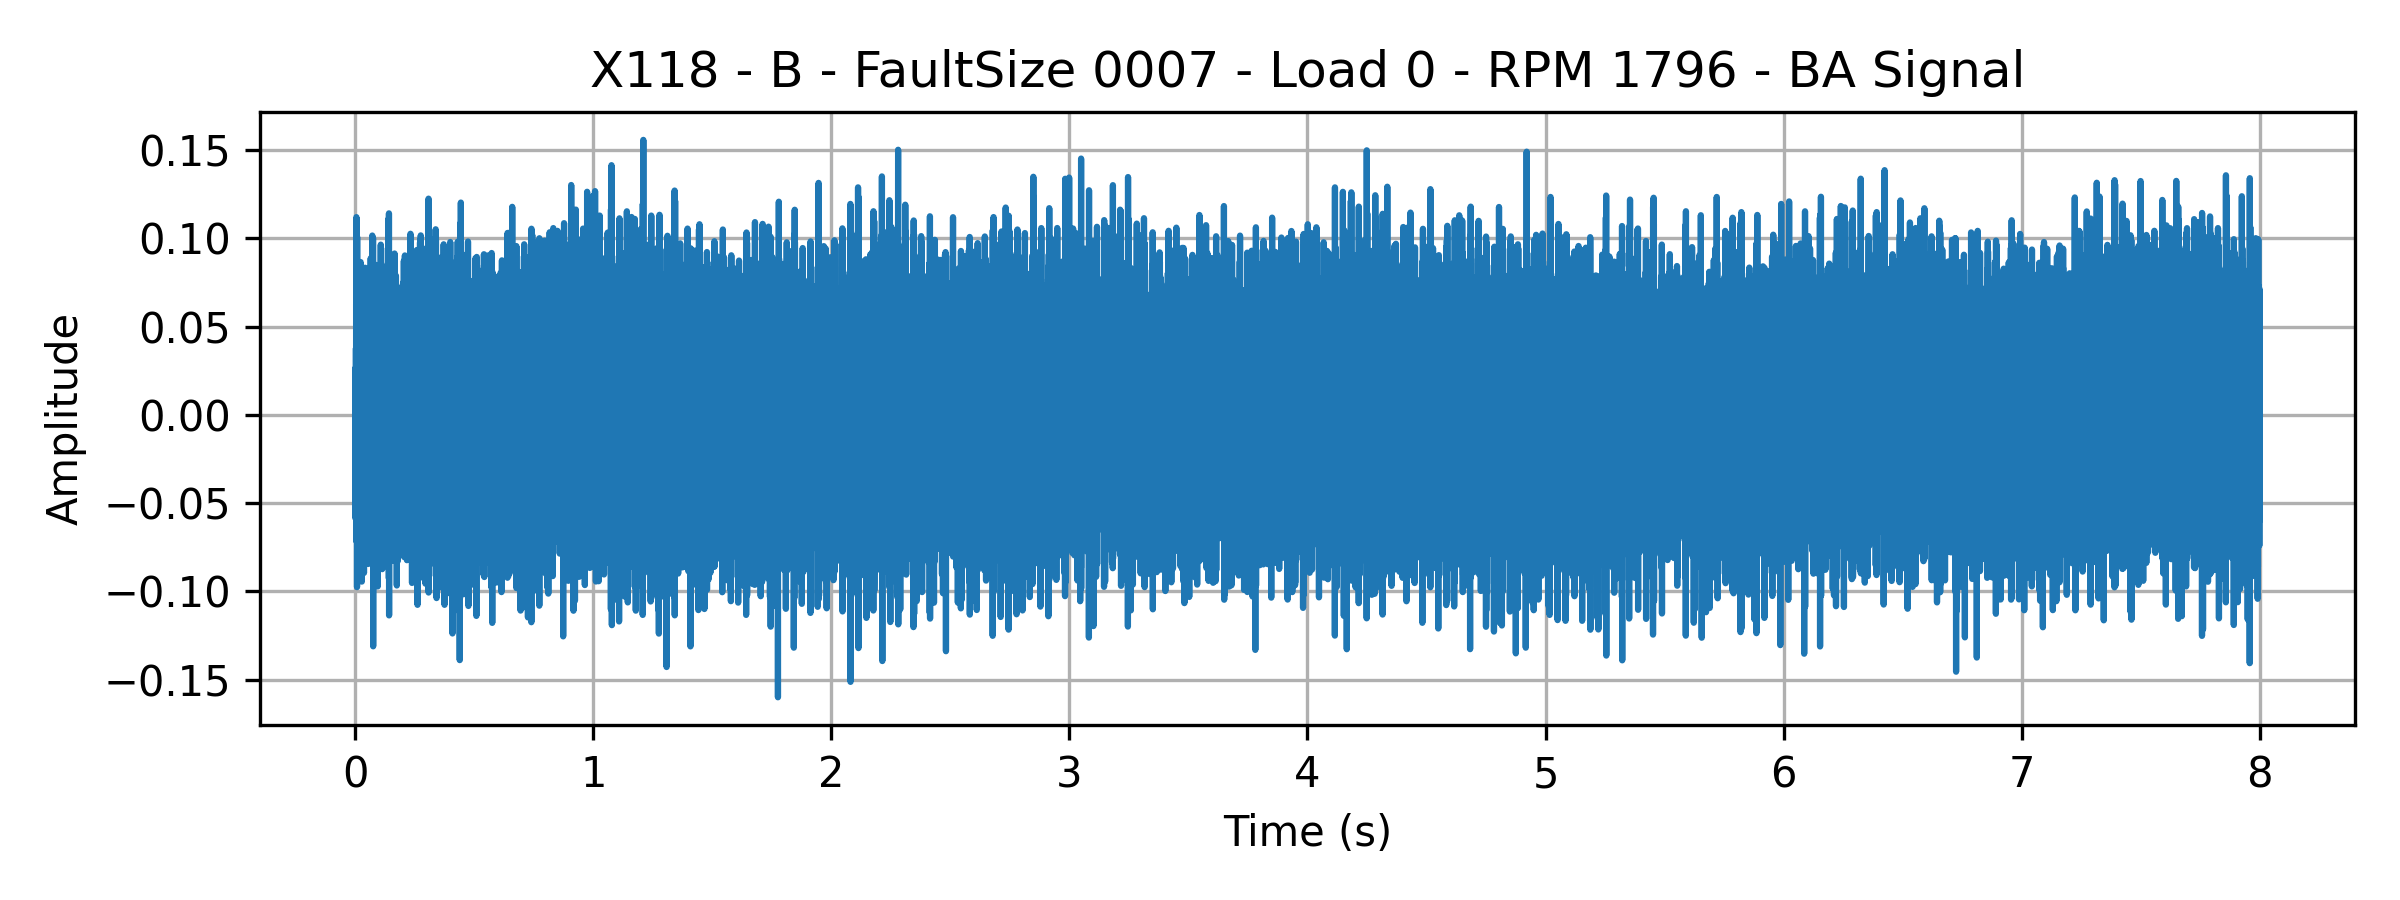 X118 - B - FaultSize 0007 - Load 0 - RPM 1796 - BA Signal
0.15
0.10
0.05
0.00
−0.05
−0.10
−0.15
Amplitude
0 1 2 3 4 5 6 7 8
Time (s)